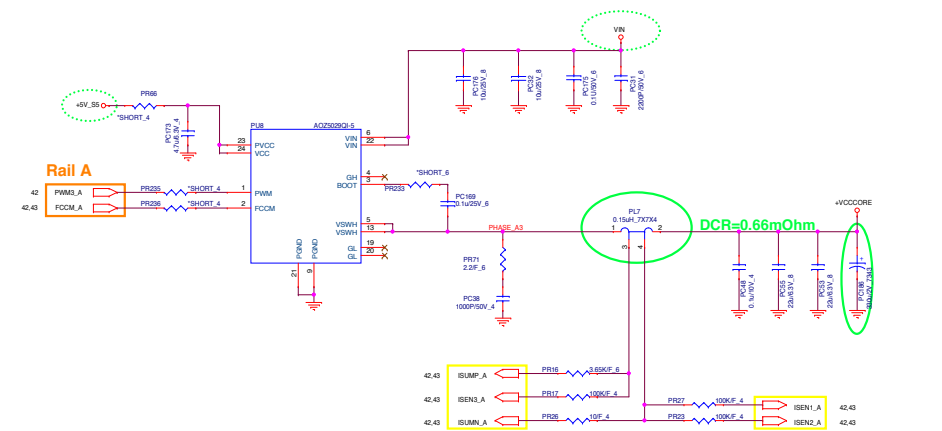 VIN
PC176
10u/25V_8
PC32
10u/25V_8
PC175
0.1U/50V_6
PC31
2200P/50V_6
+5V_S5
PR66
*SHORT_4
PC173
4.7u/6.3V_4
PU8
AOZ5029QI-5
23
PVCC
24
VCC
6
VIN
22
VIN
Rail A
42
PWM3_A
PR235
*SHORT_4
1
PWM
42,43
FCCM_A
PR236
*SHORT_4
2
FCCM
4
GH
3
BOOT
PR233
*SHORT_6
PC169
0.1u/25V_6
5
VSWH
13
VSWH
19
GL
20
GL
PGND
PGND
21
9
PHASE_A3
PR71
2.2/F_6
PC38
1000P/50V_4
PL7
0.15uH_7X7X4
1
2
3
4
DCR=0.66mOhm
+VCCCORE
PC48
0.1u/10V_4
PC55
22u/6.3V_8
PC53
22u/6.3V_8
+
PC186
42,43
ISUMP_A
PR16
3.65K/F_6
ISEN3_A
PR17
100K/F_4
42,43
ISUMN_A
PR26
10/F_4
PR27
100K/F_4
ISEN1_A
42,43
PR23
100K/F_4
ISEN2_A
42,43